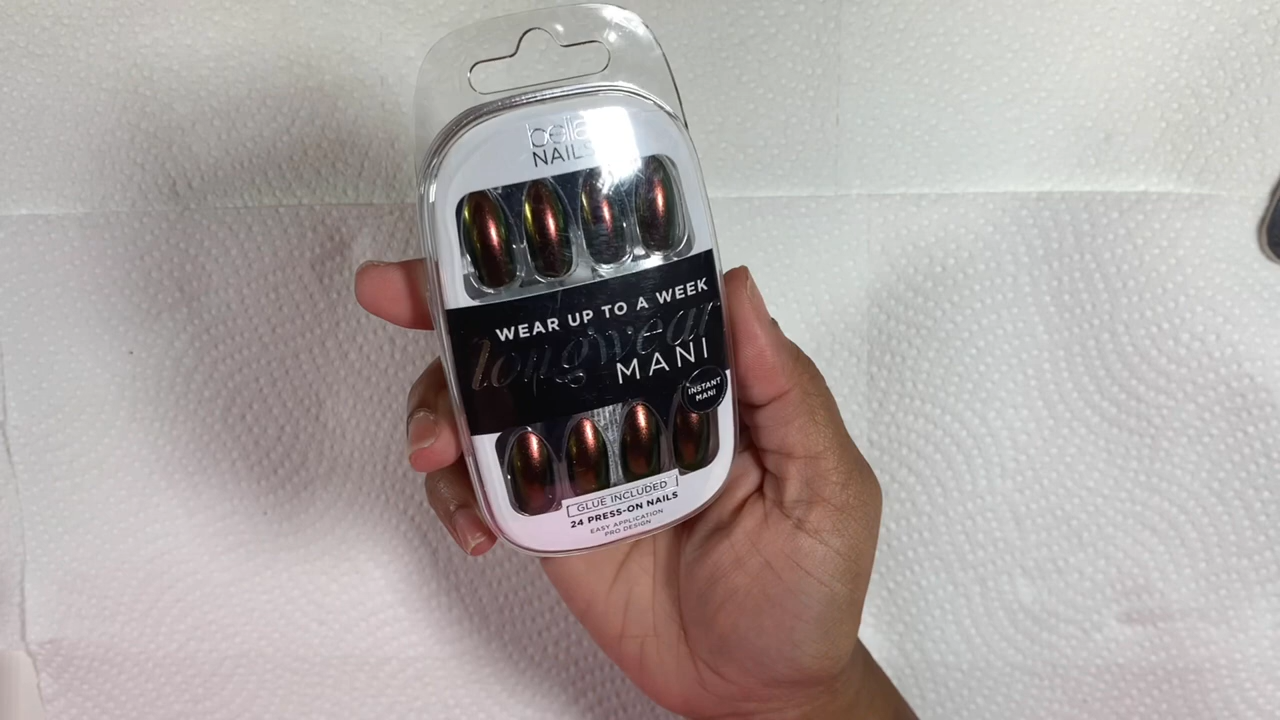 bella
NAILS
WEAR UP TO A WEEK
longwear
MANI
INSTANT
MANI
GLUE INCLUDED
24 PRESS-ON NAILS
EASY APPLICATION
PRO DESIGN